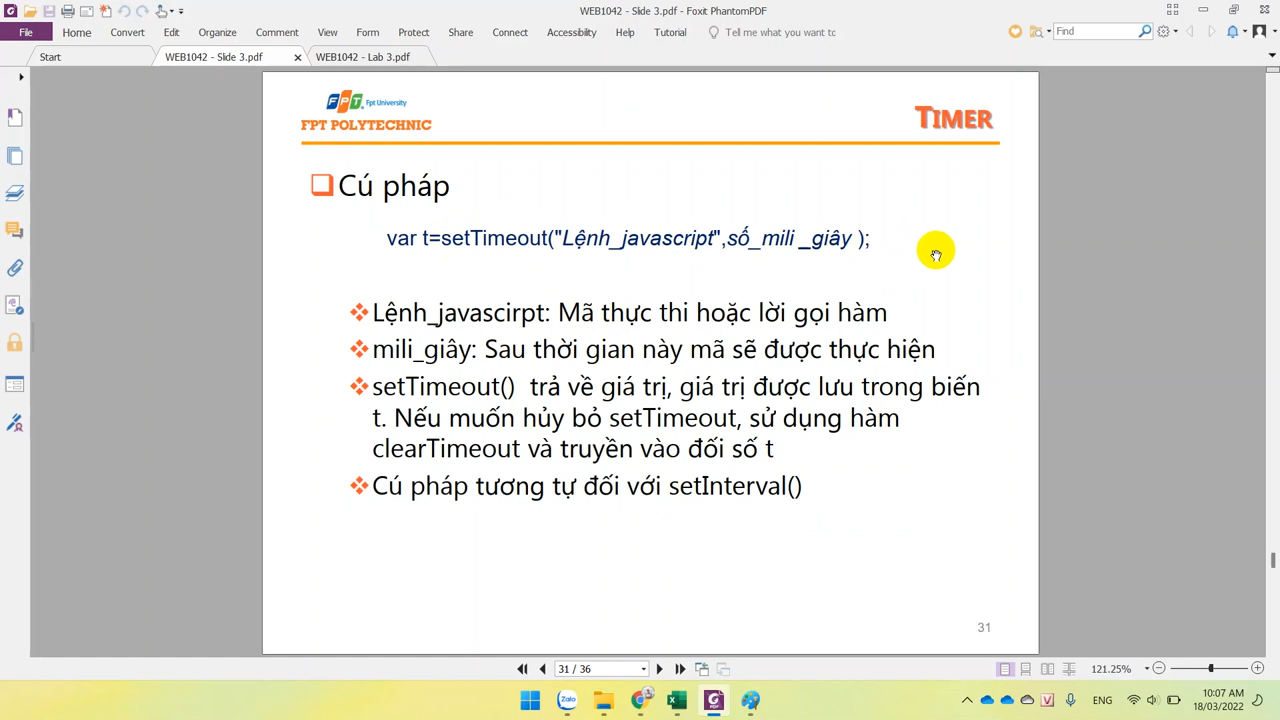 WEB1042 - Slide 3.pdf - Foxit PhantomPDF
File Home Convert Edit Organize Comment View Form Protect Share Connect Accessibility Help Tutorial Tell me what you want to Find
Start WEB1042 - Slide 3.pdf WEB1042 - Lab 3.pdf
FPT Fpt University
FPT POLYTECHNIC
TIMER
Cú pháp
var t=setTimeout("Lệnh_javascript",số_mili _giây );
Lệnh_javascirpt: Mã thực thi hoặc lời gọi hàm
mili_giây: Sau thời gian này mã sẽ được thực hiện
setTimeout() trả về giá trị, giá trị được lưu trong biến
t. Nếu muốn hủy bỏ setTimeout, sử dụng hàm
clearTimeout và truyền vào đối số t
Cú pháp tương tự đối với setInterval()
31
31 / 36 121.25%
Zalo PDF ENG 10:07 AM
18/03/2022